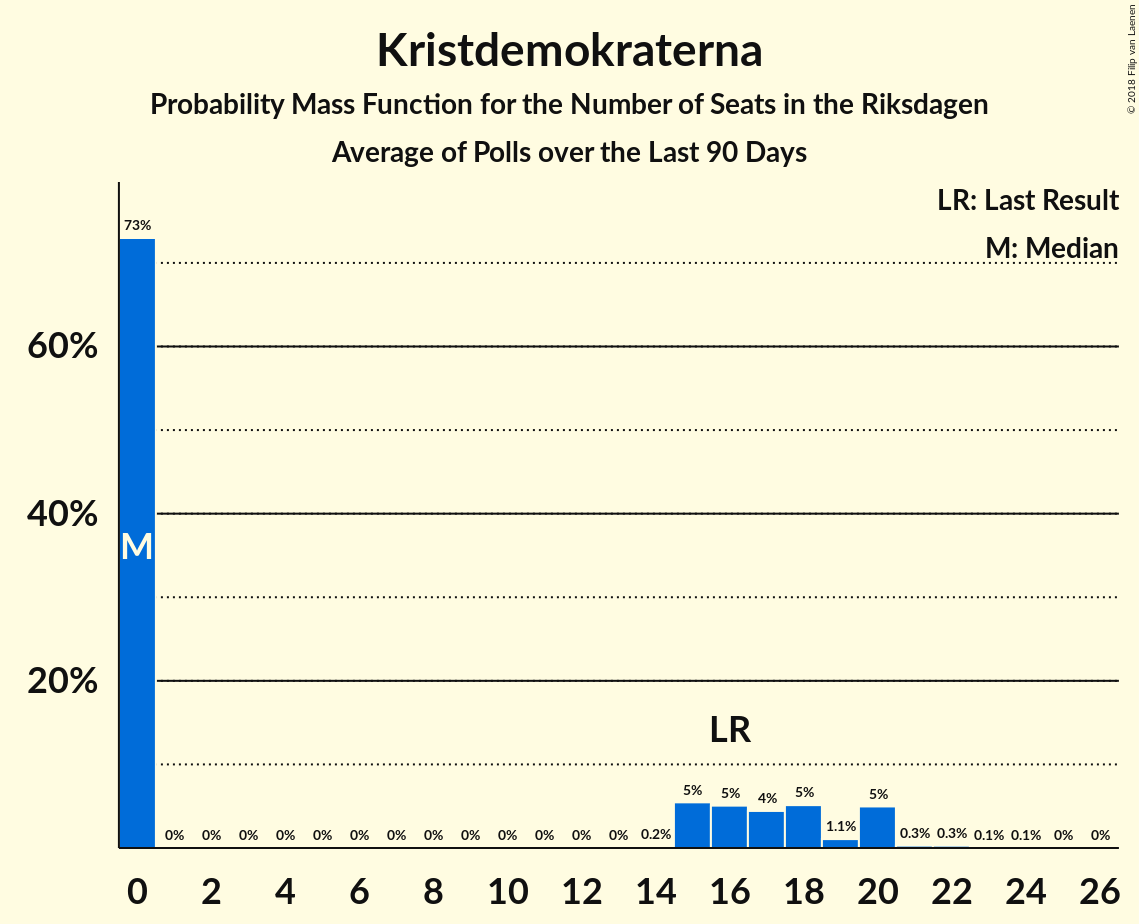 Kristdemokraterna
Probability Mass Function for the Number of Seats in the Riksdagen
Average of Polls over the Last 90 Days
© 2018 Filip van Laenen
LR: Last Result
M: Median
73%
60%
40%
M
20%
LR
0% 0% 0% 0% 0% 0% 0% 0% 0% 0% 0% 0% 0% 0.2% 5% 5% 4% 5% 1.1% 5% 0.3% 0.3% 0.1% 0.1% 0% 0%
0 2 4 6 8 10 12 14 16 18 20 22 24 26